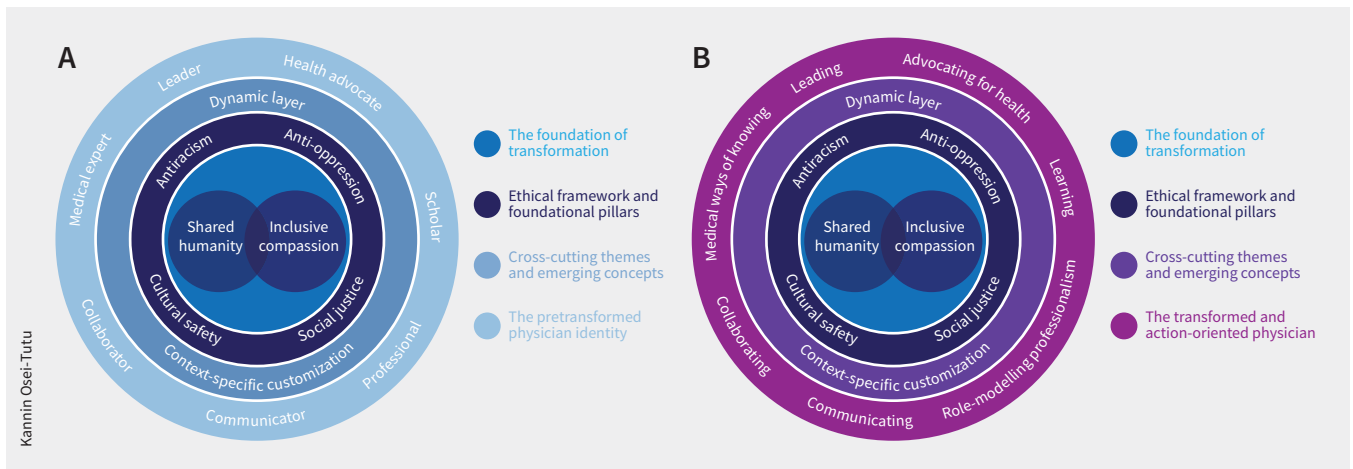 A
Leader
Health advocate
Medical expert
Scholar
Collaborator
Professional
Communicator
Dynamic layer
Context-specific customization
Antiracism
Anti-oppression
Cultural safety
Social justice
Shared
humanity
Inclusive
compassion
The foundation of
transformation
Ethical framework and
foundational pillars
Cross-cutting themes
and emerging concepts
The pretransformed
physician identity
B
Leading
Advocating for health
Medical ways of knowing
Learning
Collaborating
Role-modelling professionalism
Communicating
Dynamic layer
Context-specific customization
Antiracism
Anti-oppression
Cultural safety
Social justice
Shared
humanity
Inclusive
compassion
The foundation of
transformation
Ethical framework and
foundational pillars
Cross-cutting themes
and emerging concepts
The transformed and
action-oriented physician
Kannin Osei-Tutu